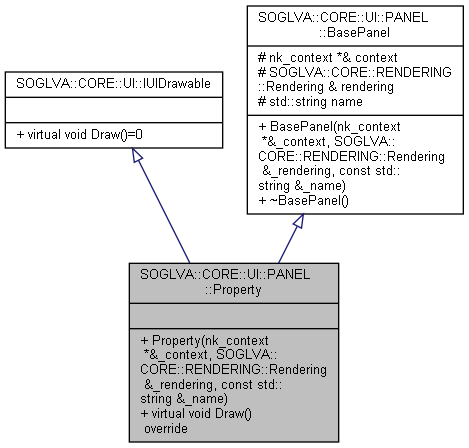 SOGLVA::CORE::UI::PANEL
::BasePanel
# nk_context *& context
# SOGLVA::CORE::RENDERING
::Rendering & rendering
# std::string name
+ BasePanel(nk_context
*&_context, SOGLVA::
CORE::RENDERING::Rendering
&_rendering, const std::
string &_name)
+ ~BasePanel()
SOGLVA::CORE::UI::IUIDrawable
+ virtual void Draw()=0
SOGLVA::CORE::UI::PANEL
::Property
+ Property(nk_context
*&_context, SOGLVA::
CORE::RENDERING::Rendering
&_rendering, const std::
string &_name)
+ virtual void Draw()
override